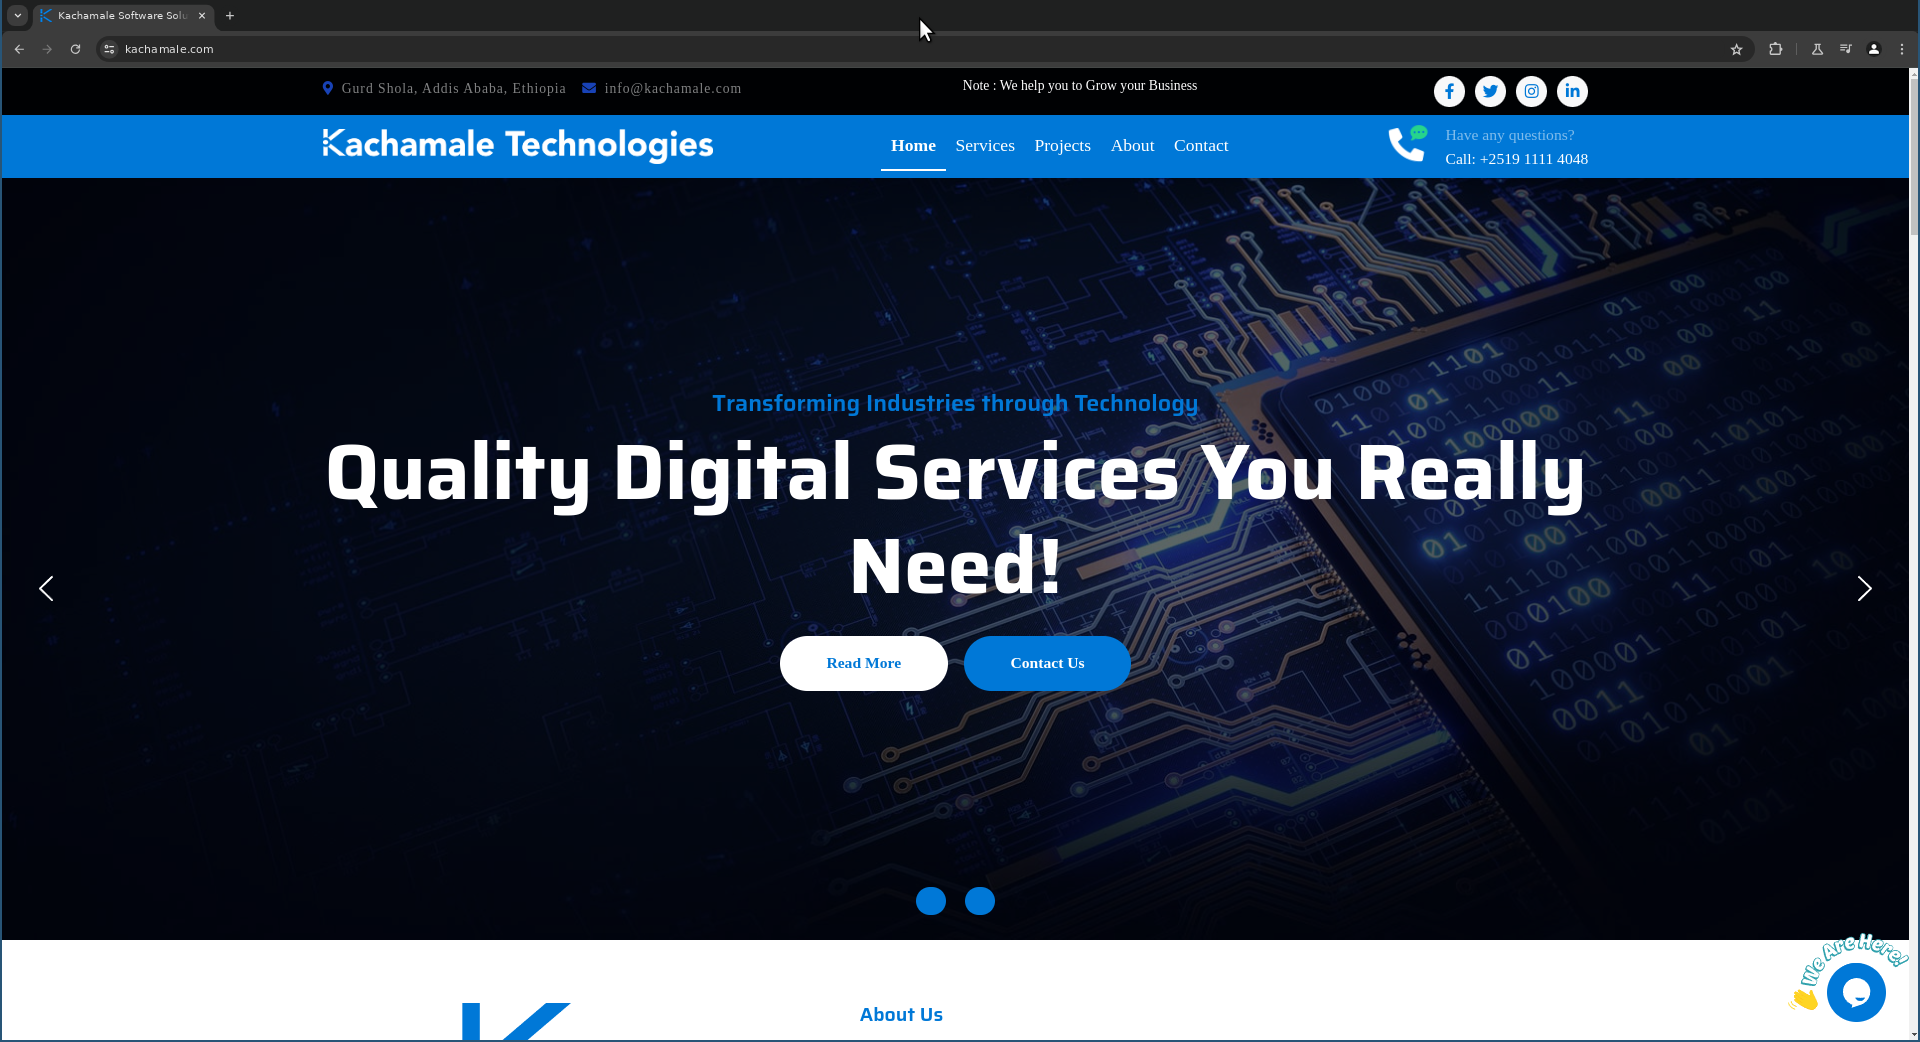 Kachamale Software Solu
kachamale.com
Gurd Shola, Addis Ababa, Ethiopia
info@kachamale.com
Note : We help you to Grow your Business
Kachamale Technologies
Home
Services
Projects
About
Contact
Have any questions?
Call: +2519 1111 4048
Transforming Industries through Technology
Quality Digital Services You Really
Need!
Read More
Contact Us
We Are Here!
About Us